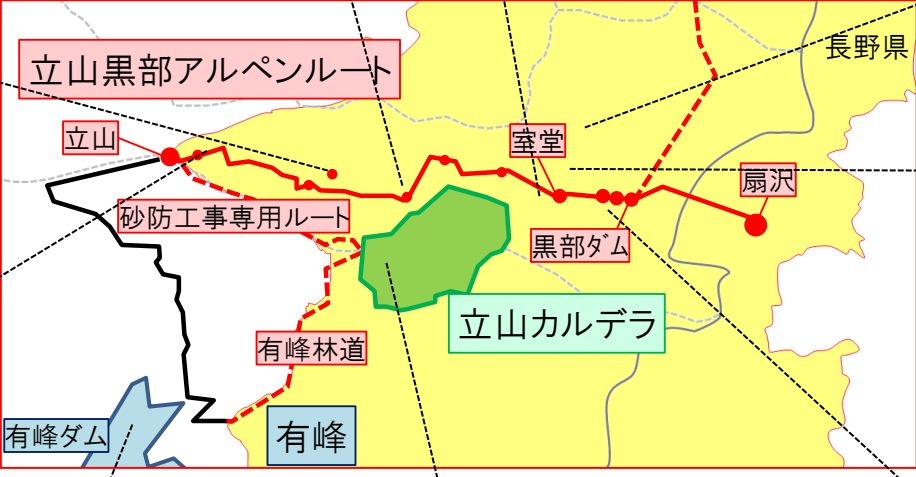 長野県
立山黒部アルペンルート
立山
室堂
扇沢
砂防工事専用ルート
黒部ダム
立山カルデラ
有峰林道
有峰ダム
有峰